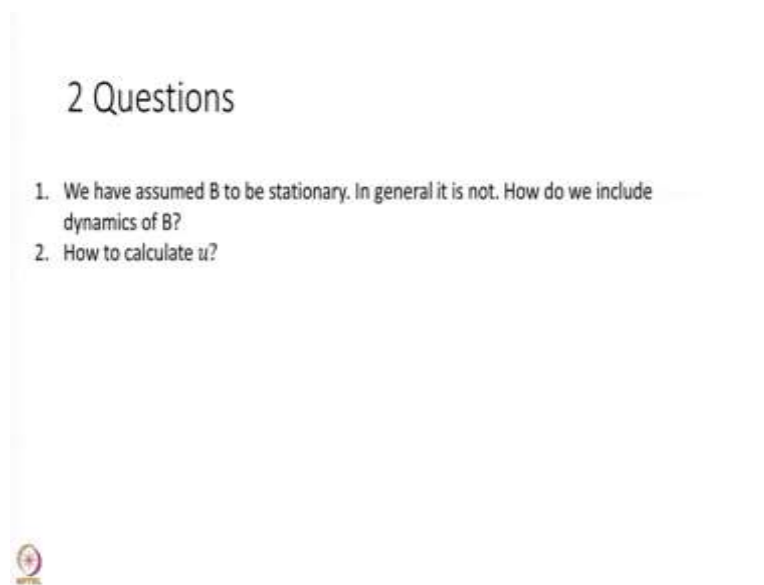 2 Questions
1. We have assumed B to be stationary. In general it is not. How do we include
dynamics of B?
2. How to calculate u?
NPTEL